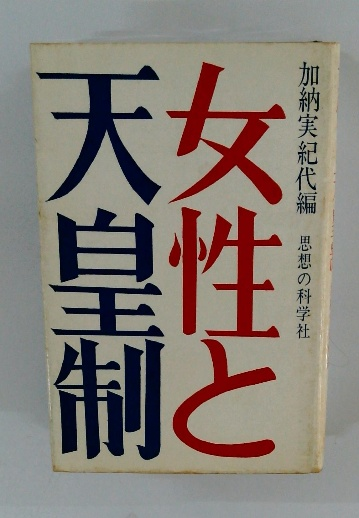 加納実紀代編 思想の科学社
女性と
天皇制